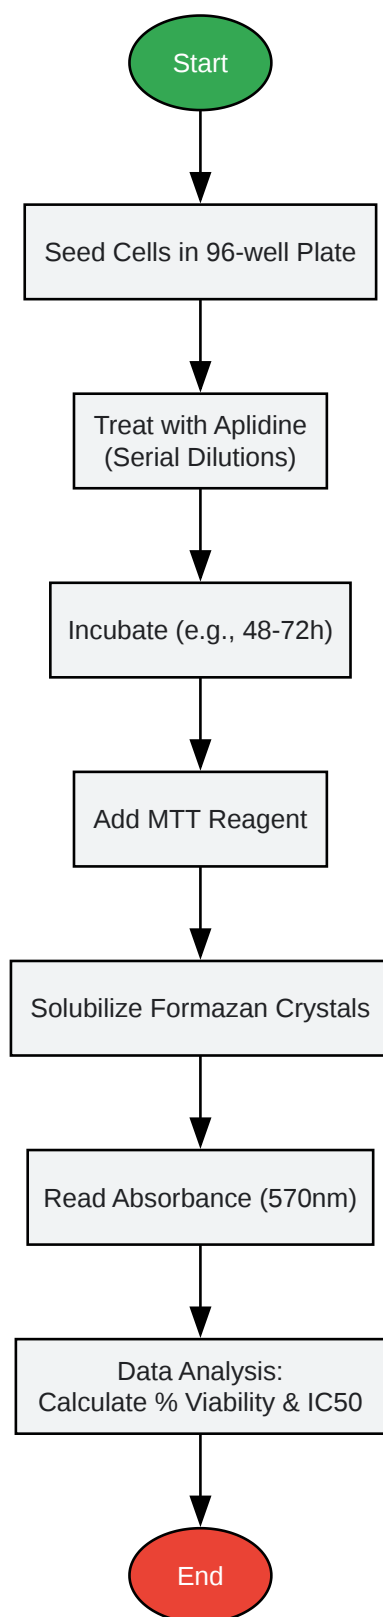 Start
Seed Cells in 96-well Plate
Treat with Aplidine
(Serial Dilutions)
Incubate (e.g., 48-72h)
Add MTT Reagent
Solubilize Formazan Crystals
Read Absorbance (570nm)
Data Analysis:
Calculate % Viability & IC50
End